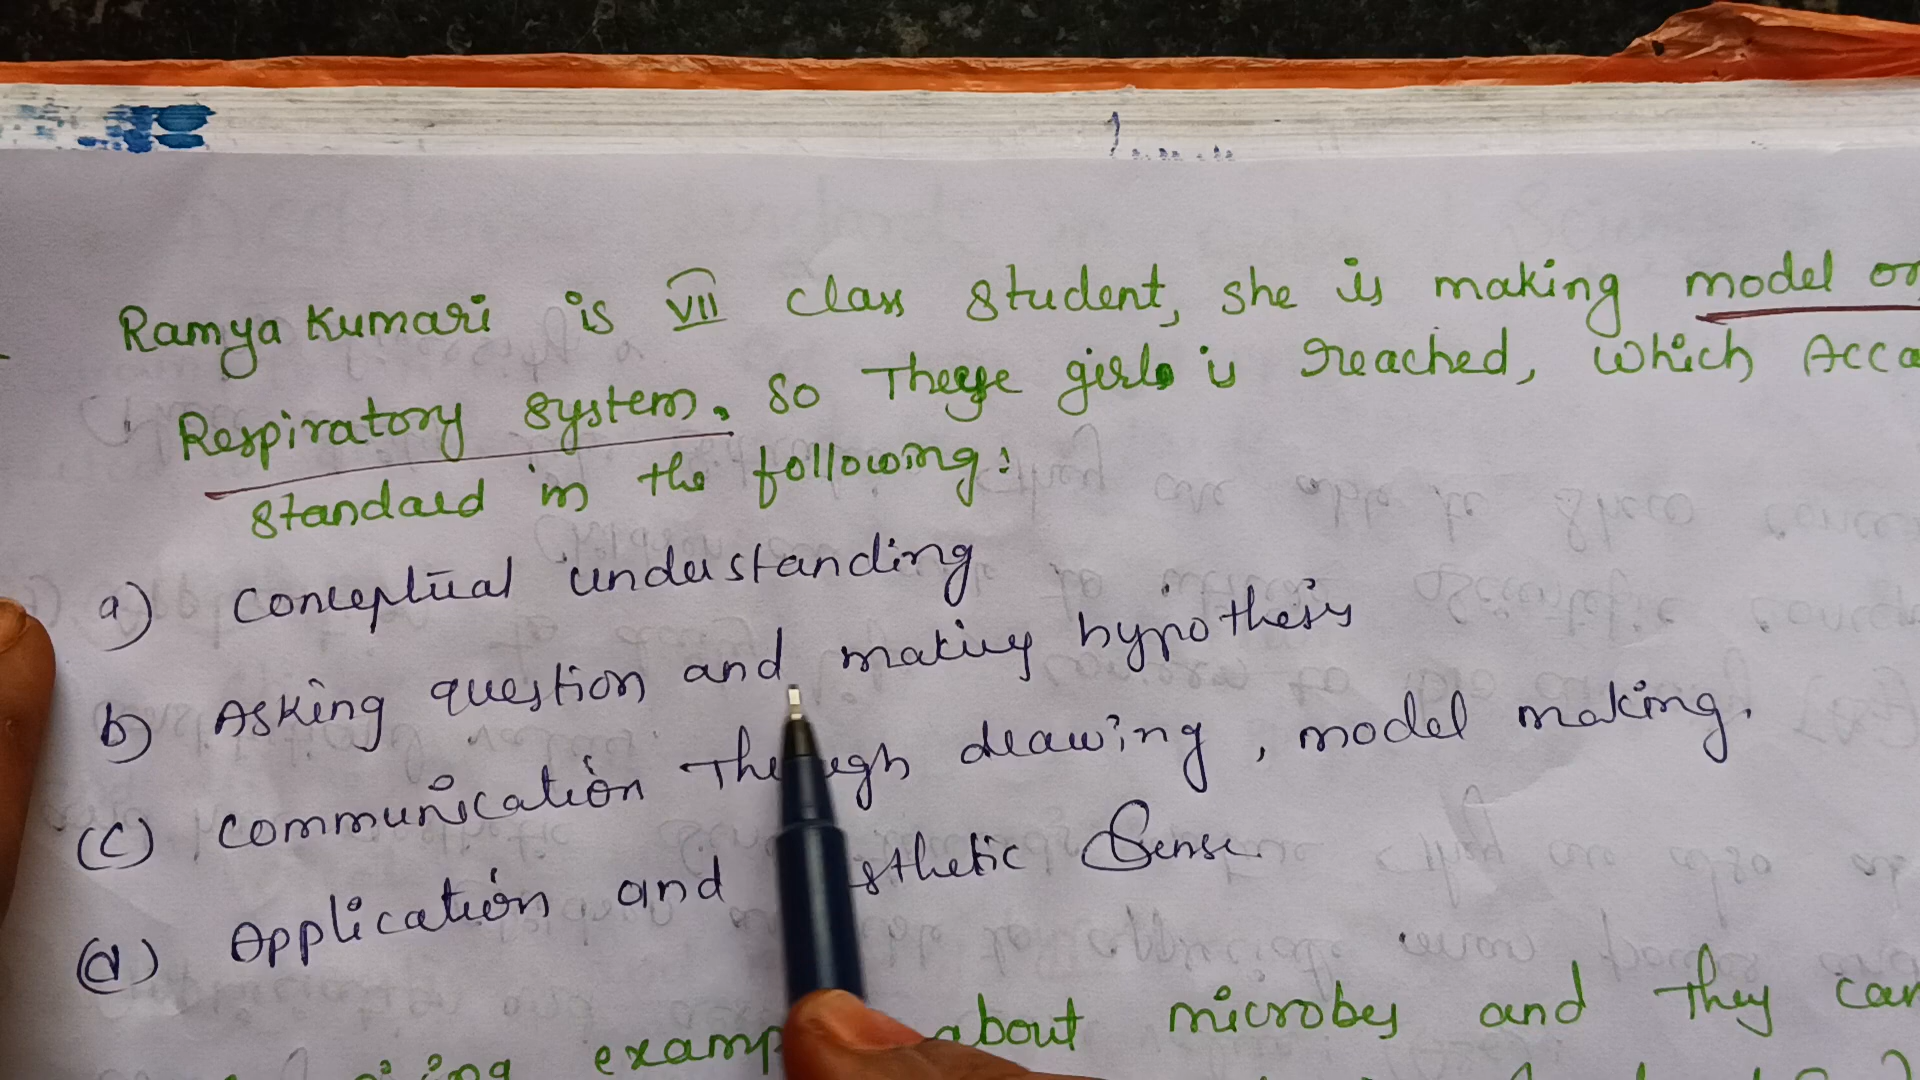 Ramya Kumari is VII class student, she is making model on
Respiratory system. so These girls is reached, which Acca
standard in the following:
a) Conceptual understanding
b) Asking question and making hypothesis
(c) communication Through drawing, model making.
(d) Application and sthetic Sense
examp about microbes and They can